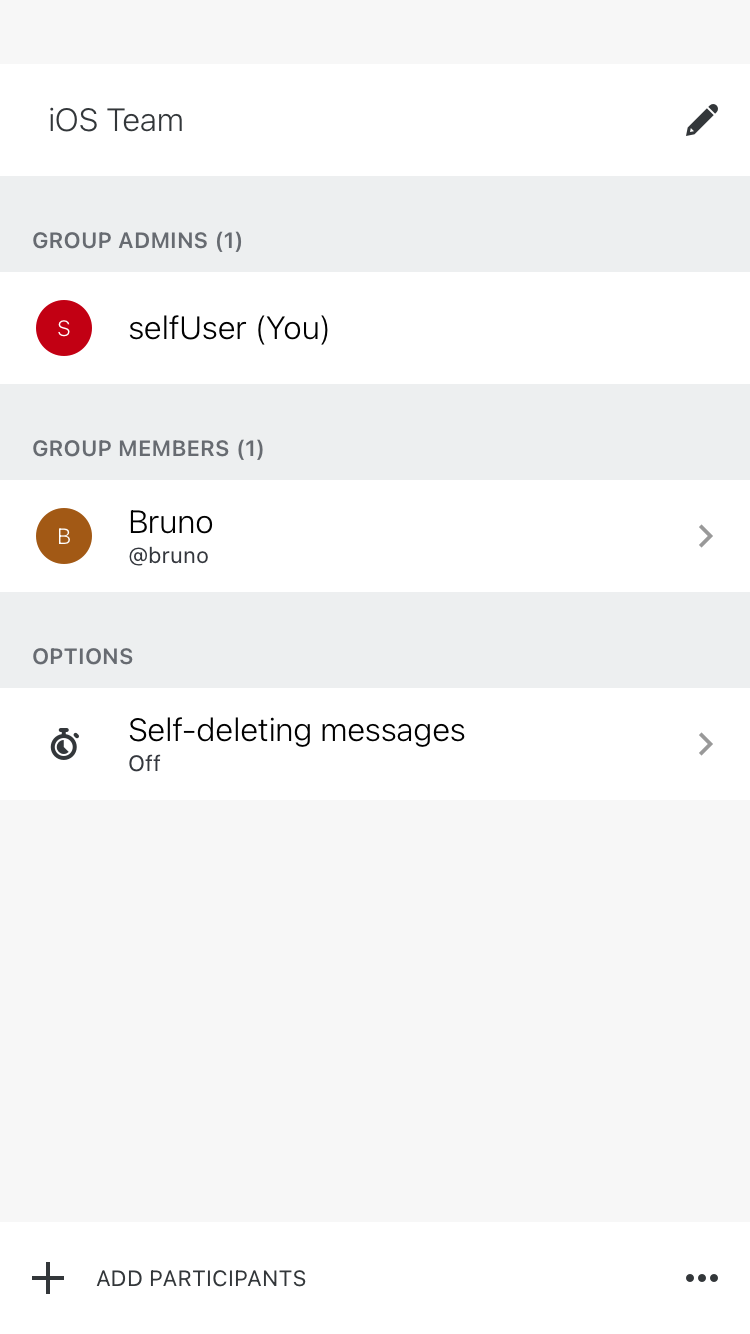 iOS Team
GROUP ADMINS (1)
S
selfUser (You)
GROUP MEMBERS (1)
B
Bruno
@bruno
OPTIONS
Self-deleting messages
Off
ADD PARTICIPANTS